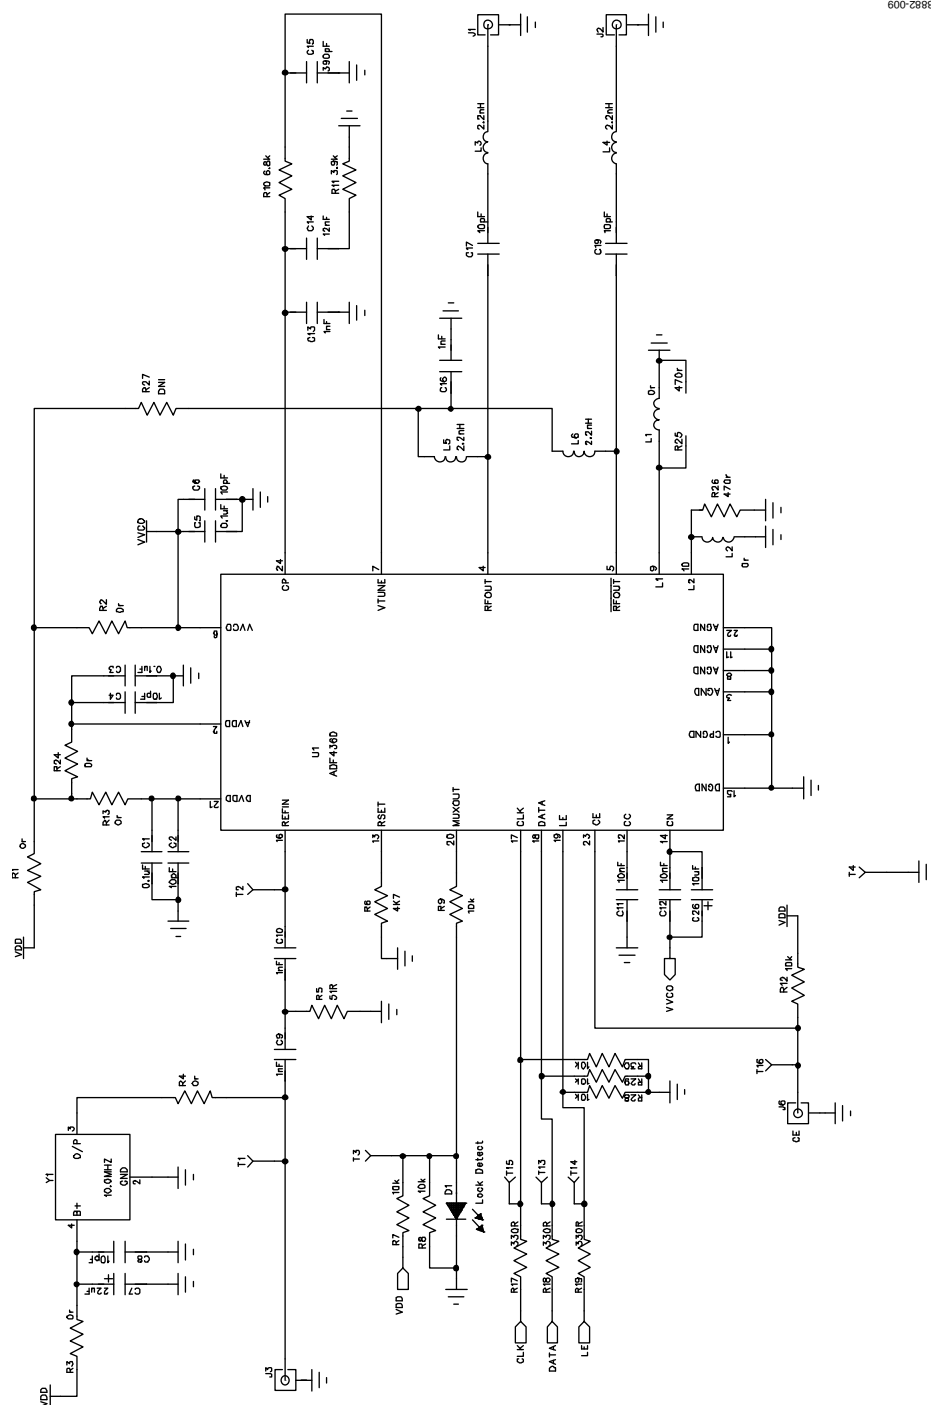 03882-009
J1
J2
C15
390pF
R10 6.8k
R11 3.9k
L3
2.2nH
L4
2.2nH
C14
12nF
C17
10pF
C19
10pF
C13
1nF
1nF
C16
R27
DNI
L5
2.2nH
L6
2.2nH
0r
L1
470r
R25
R26
470r
L2
0r
VVCO
C6
10pF
C5
0.1uF
R2
0r
24
CP
7
VTUNE
4
RFOUT
5
RFOUT
9
L1
10
L2
6
VVCO
C3
0.1uF
C4
10pF
2
AVDD
R24
0r
U1
ADF4360
AGND
22
AGND
11
AGND
8
AGND
3
CPGND
1
DGND
15
R13
0r
21
DVDD
R1
0r
VDD
C1
0.1uF
C2
10pF
REFIN
16
RSET
13
MUXOUT
20
CLK
17
DATA
18
LE
19
CE
23
CC
12
CN
14
T2
R6
4K7
R9
10k
C10
1nF
R5
51R
C9
1nF
C11
10nF
C12
10nF
C26
10uF
VVCO
T4
VDD
R12 10k
T16
J6
CE
R30
10k
R29
10k
R28
10k
R4
0r
Y1
3
O/P
10.0MHZ
GND
2
4
B+
T1
T3
10pF
C8
22uF
C7
R3
0r
VDD
R7
10k
R8
10k
D1
Lock Detect
VDD
T15
T13
T14
R17
330R
R18
330R
R19
330R
CLK
DATA
LE
J3